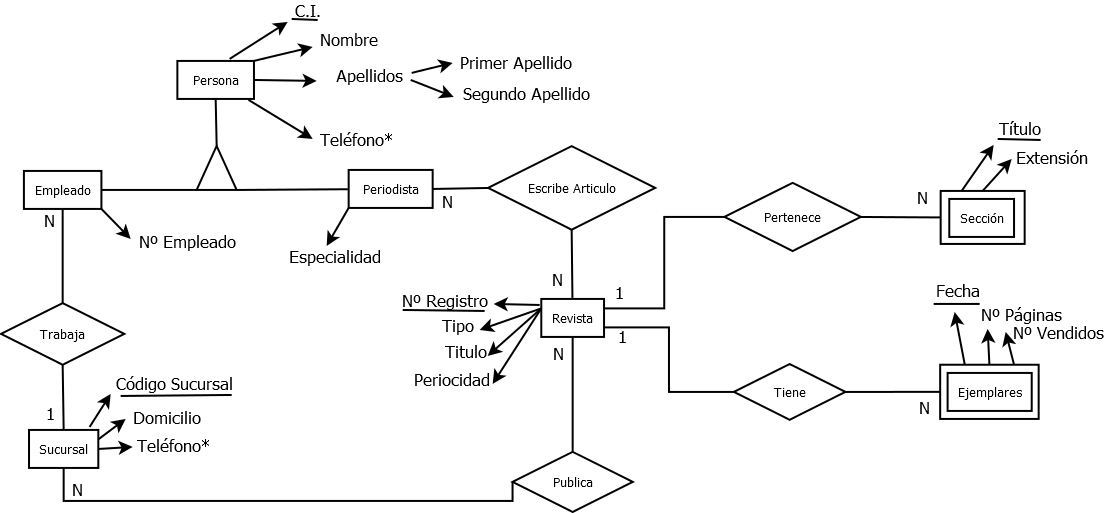 C.I.
Nombre
Persona
Apellidos
Primer Apellido
Segundo Apellido
Teléfono*
Título
Extensión
Empleado
Periodista
Escribe Articulo
N
N
Nº Empleado
Especialidad
Pertenece
N
Sección
N
1
Nº Registro
Tipo
Titulo
Periocidad
Revista
1
N
Fecha
Nº Páginas
Nº Vendidos
Trabaja
Tiene
N
Ejemplares
1
Código Sucursal
Domicilio
Teléfono*
Sucursal
N
Publica